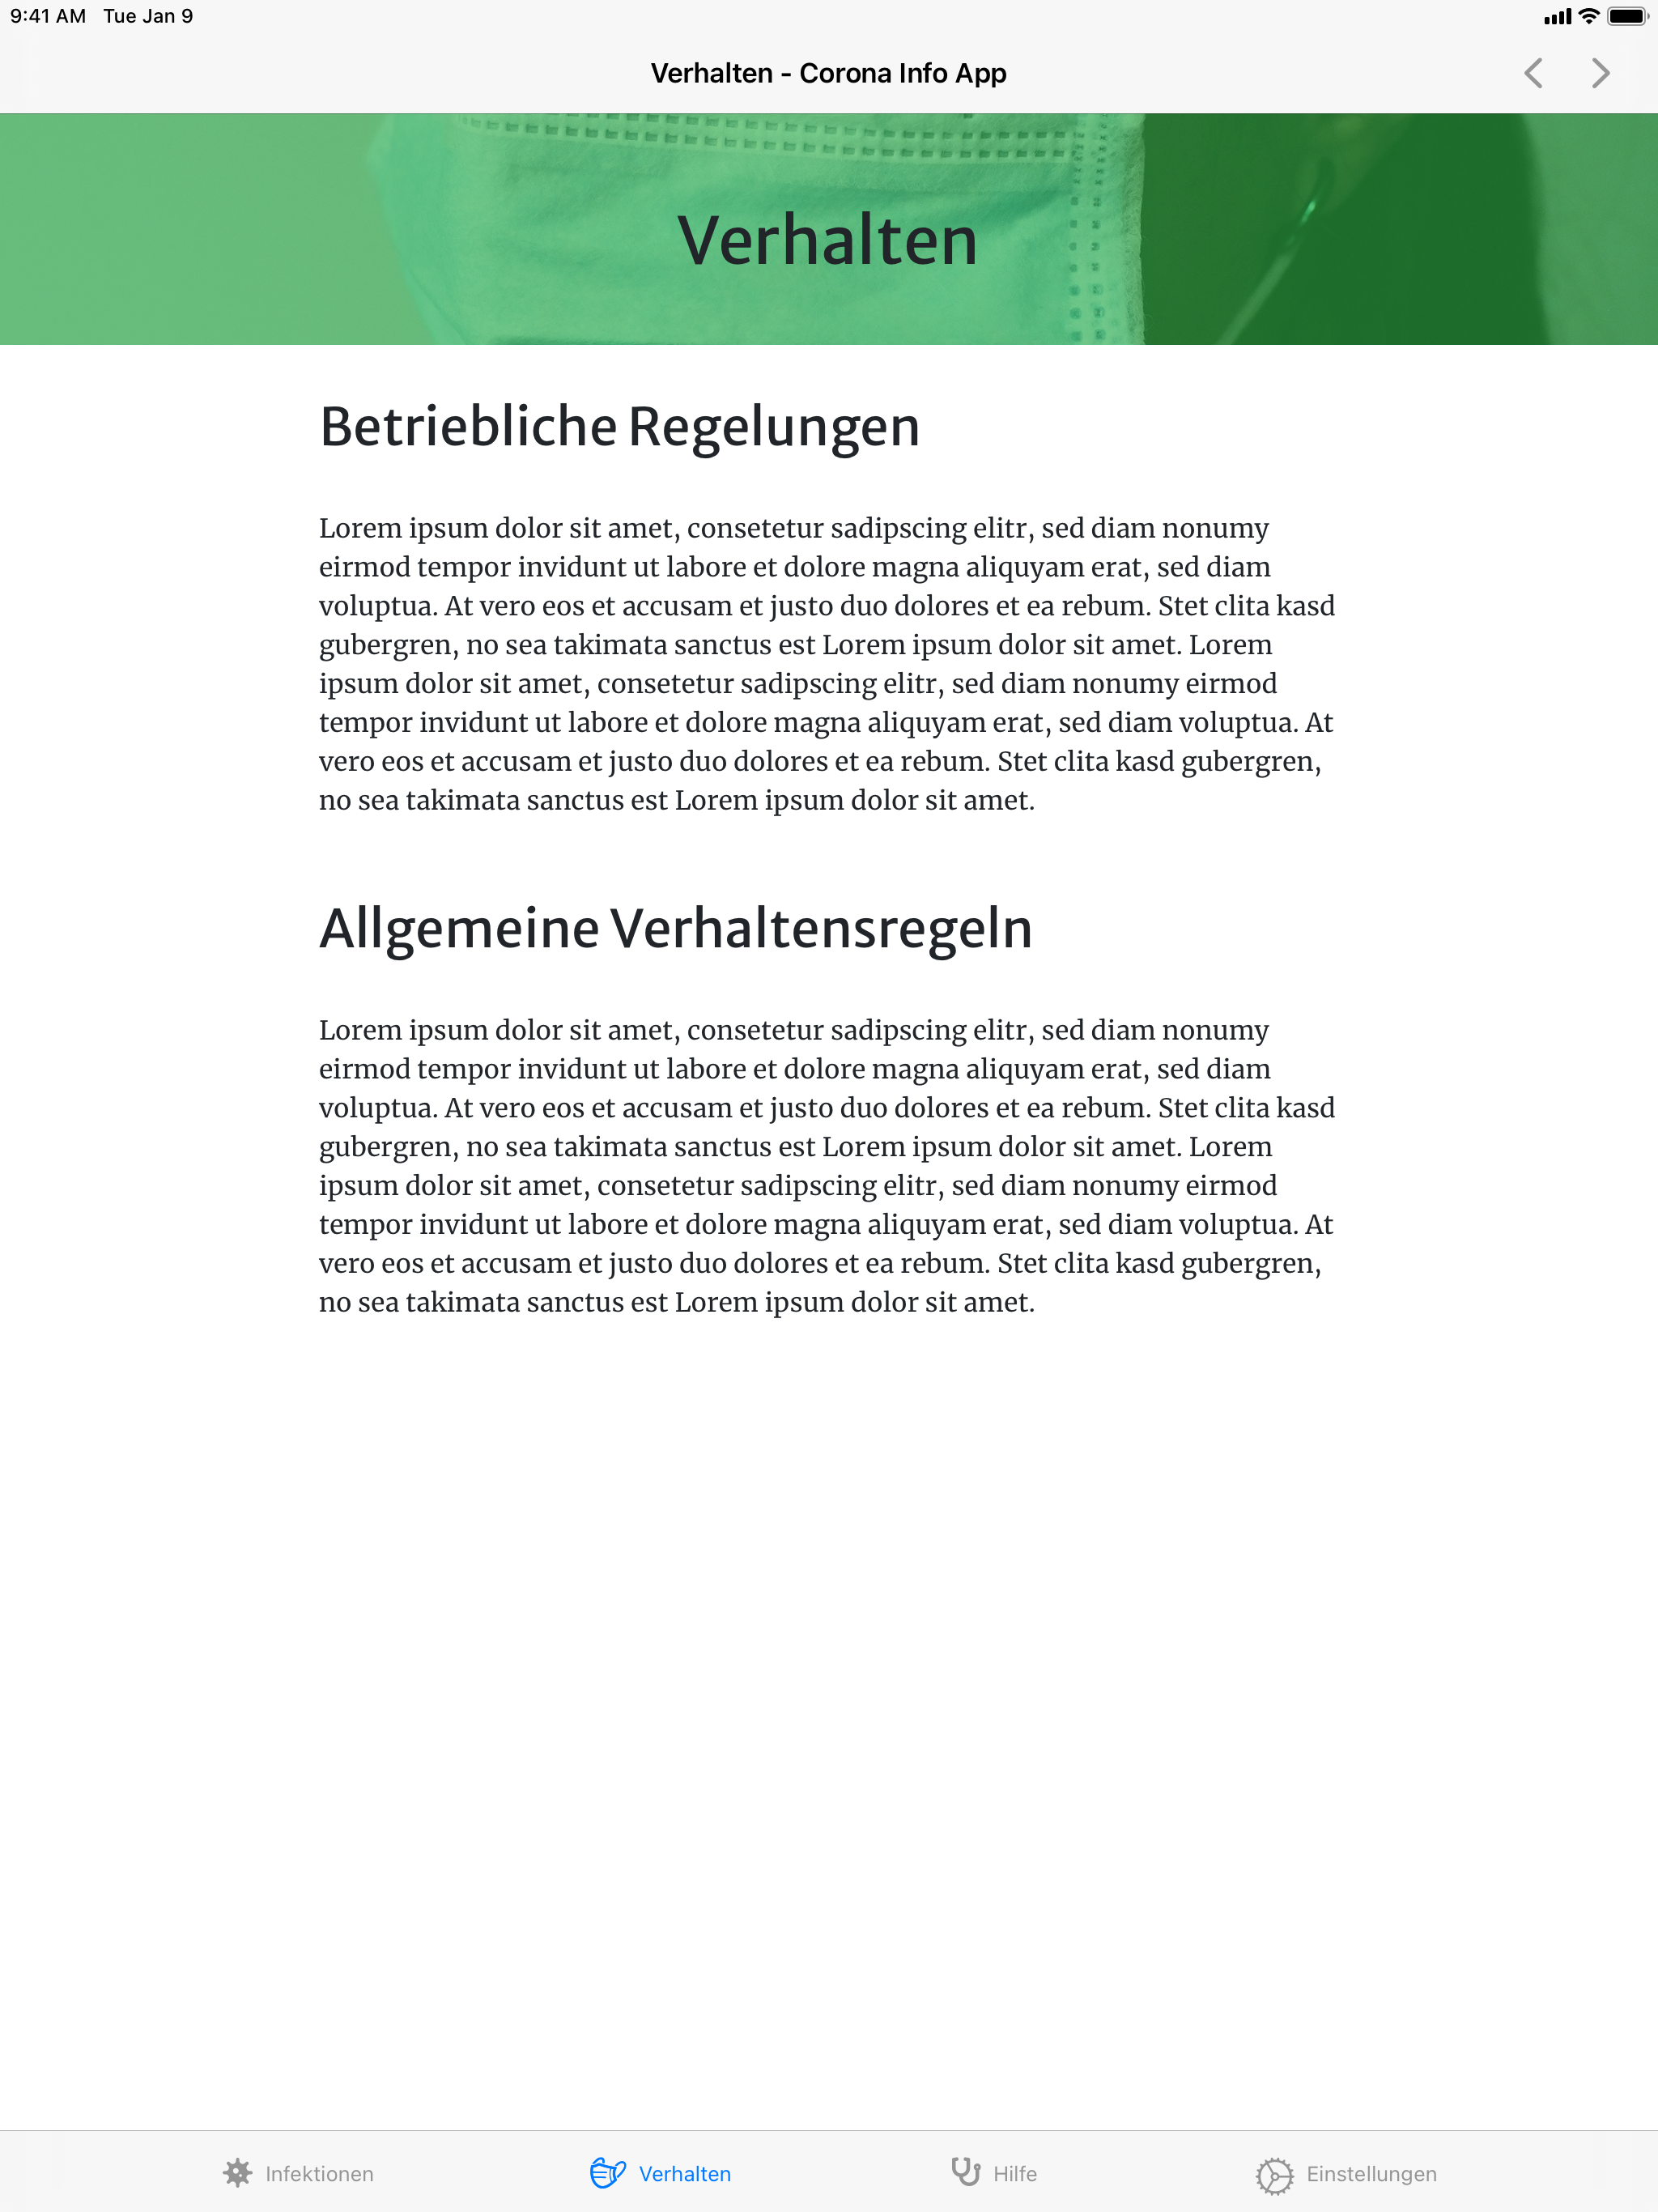 9:41 AM Tue Jan 9
Verhalten - Corona Info App
Verhalten
Betriebliche Regelungen
Lorem ipsum dolor sit amet, consetetur sadipscing elitr, sed diam nonumy
eirmod tempor invidunt ut labore et dolore magna aliquyam erat, sed diam
voluptua. At vero eos et accusam et justo duo dolores et ea rebum. Stet clita kasd
gubergren, no sea takimata sanctus est Lorem ipsum dolor sit amet. Lorem
ipsum dolor sit amet, consetetur sadipscing elitr, sed diam nonumy eirmod
tempor invidunt ut labore et dolore magna aliquyam erat, sed diam voluptua. At
vero eos et accusam et justo duo dolores et ea rebum. Stet clita kasd gubergren,
no sea takimata sanctus est Lorem ipsum dolor sit amet.
Allgemeine Verhaltensregeln
Lorem ipsum dolor sit amet, consetetur sadipscing elitr, sed diam nonumy
eirmod tempor invidunt ut labore et dolore magna aliquyam erat, sed diam
voluptua. At vero eos et accusam et justo duo dolores et ea rebum. Stet clita kasd
gubergren, no sea takimata sanctus est Lorem ipsum dolor sit amet. Lorem
ipsum dolor sit amet, consetetur sadipscing elitr, sed diam nonumy eirmod
tempor invidunt ut labore et dolore magna aliquyam erat, sed diam voluptua. At
vero eos et accusam et justo duo dolores et ea rebum. Stet clita kasd gubergren,
no sea takimata sanctus est Lorem ipsum dolor sit amet.
Infektionen Verhalten Hilfe Einstellungen